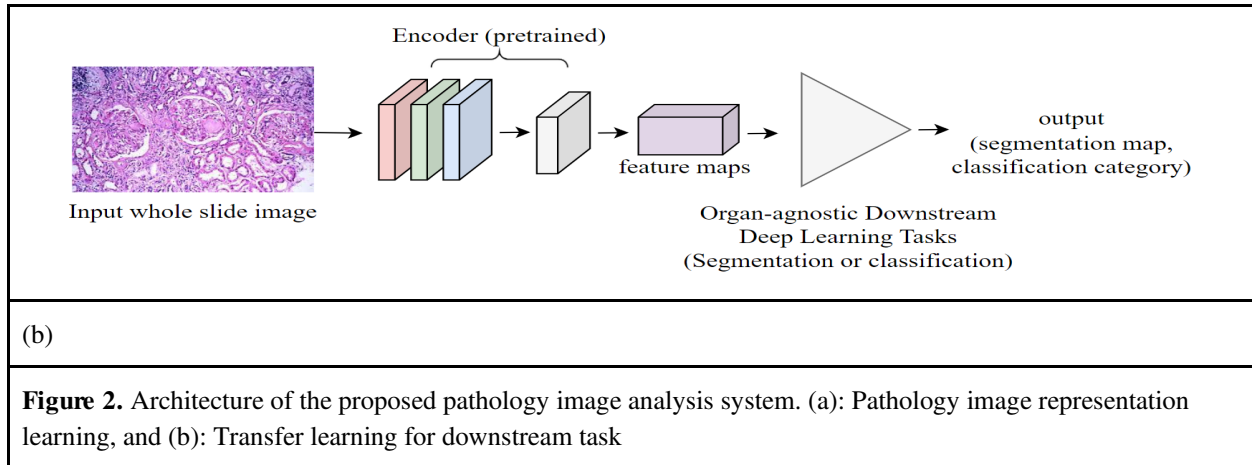 Encoder (pretrained)
Input whole slide image
feature maps
Organ-agnostic Downstream
Deep Learning Tasks
(Segmentation or classification)
output
(segmentation map,
classification category)
(b)
Figure 2. Architecture of the proposed pathology image analysis system. (a): Pathology image representation
learning, and (b): Transfer learning for downstream task